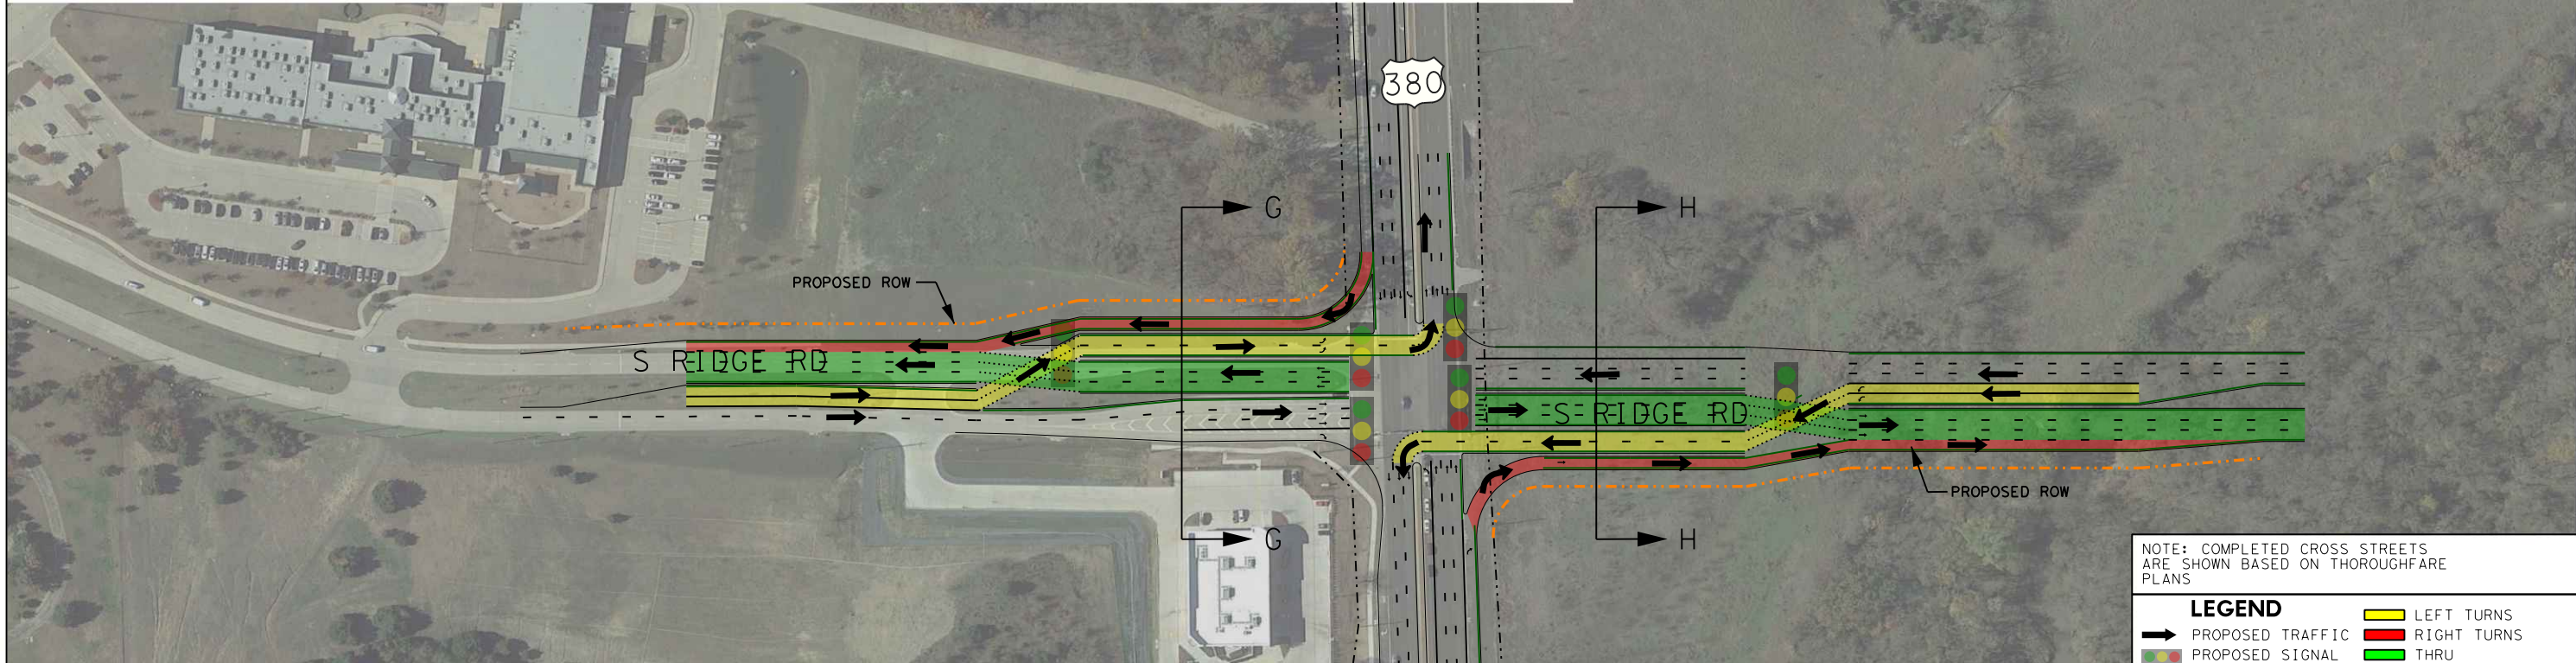 380
G
H
PROPOSED ROW
S RIDGE RD
S RIDGE RD
PROPOSED ROW
G
H
NOTE: COMPLETED CROSS STREETS
ARE SHOWN BASED ON THOROUGHFARE
PLANS
LEGEND
LEFT TURNS
PROPOSED TRAFFIC
RIGHT TURNS
PROPOSED SIGNAL
THRU